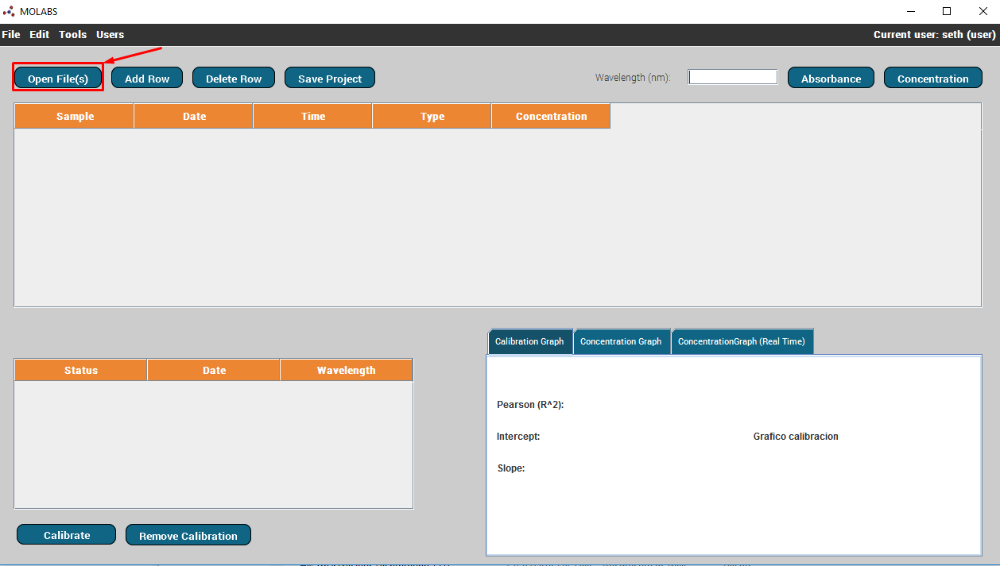 MOLABS
File Edit Tools Users Current user: seth (user)
Open File(s) Add Row Delete Row Save Project Wavelength (nm): Absorbance Concentration
Sample Date Time Type Concentration
Calibration Graph Concentration Graph ConcentrationGraph (Real Time)
Status Date Wavelength
Pearson (R^2):
Intercept: Grafico calibracion
Slope:
Calibrate Remove Calibration